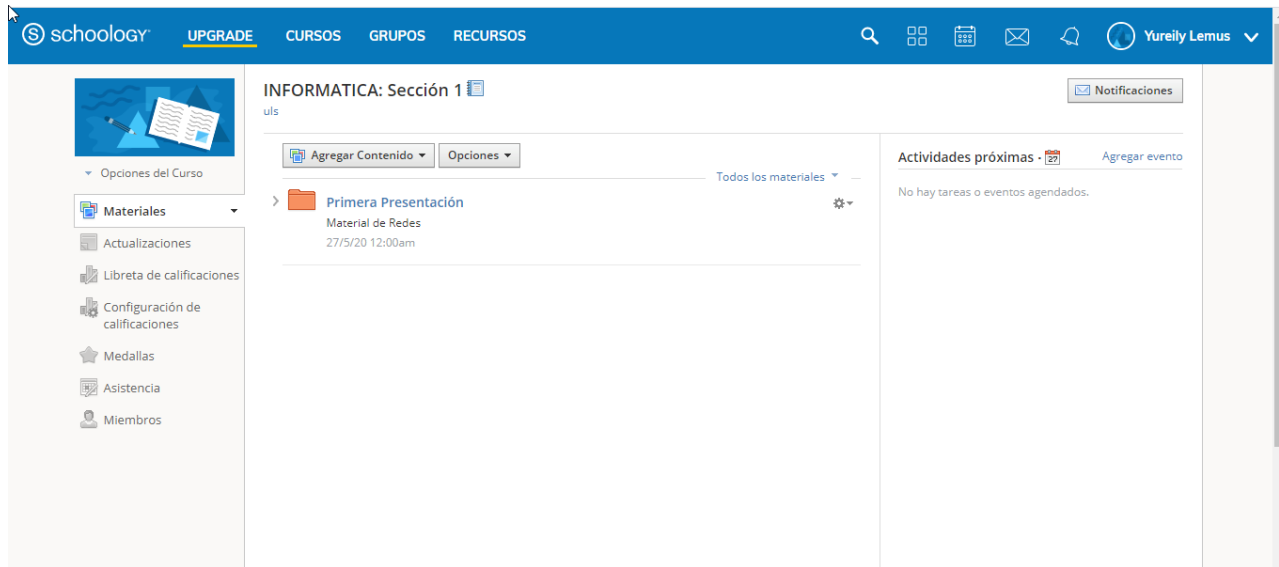 schoology UPGRADE CURSOS GRUPOS RECURSOS Yureily Lemus
INFORMATICA: Sección 1
uls
Notificaciones
Opciones del Curso
Materiales
Actualizaciones
Libreta de calificaciones
Configuración de
calificaciones
Medallas
Asistencia
Miembros
Agregar Contenido Opciones
Todos los materiales
Primera Presentación
Material de Redes
27/5/20 12:00am
Actividades próximas · 27 Agregar evento
No hay tareas o eventos agendados.